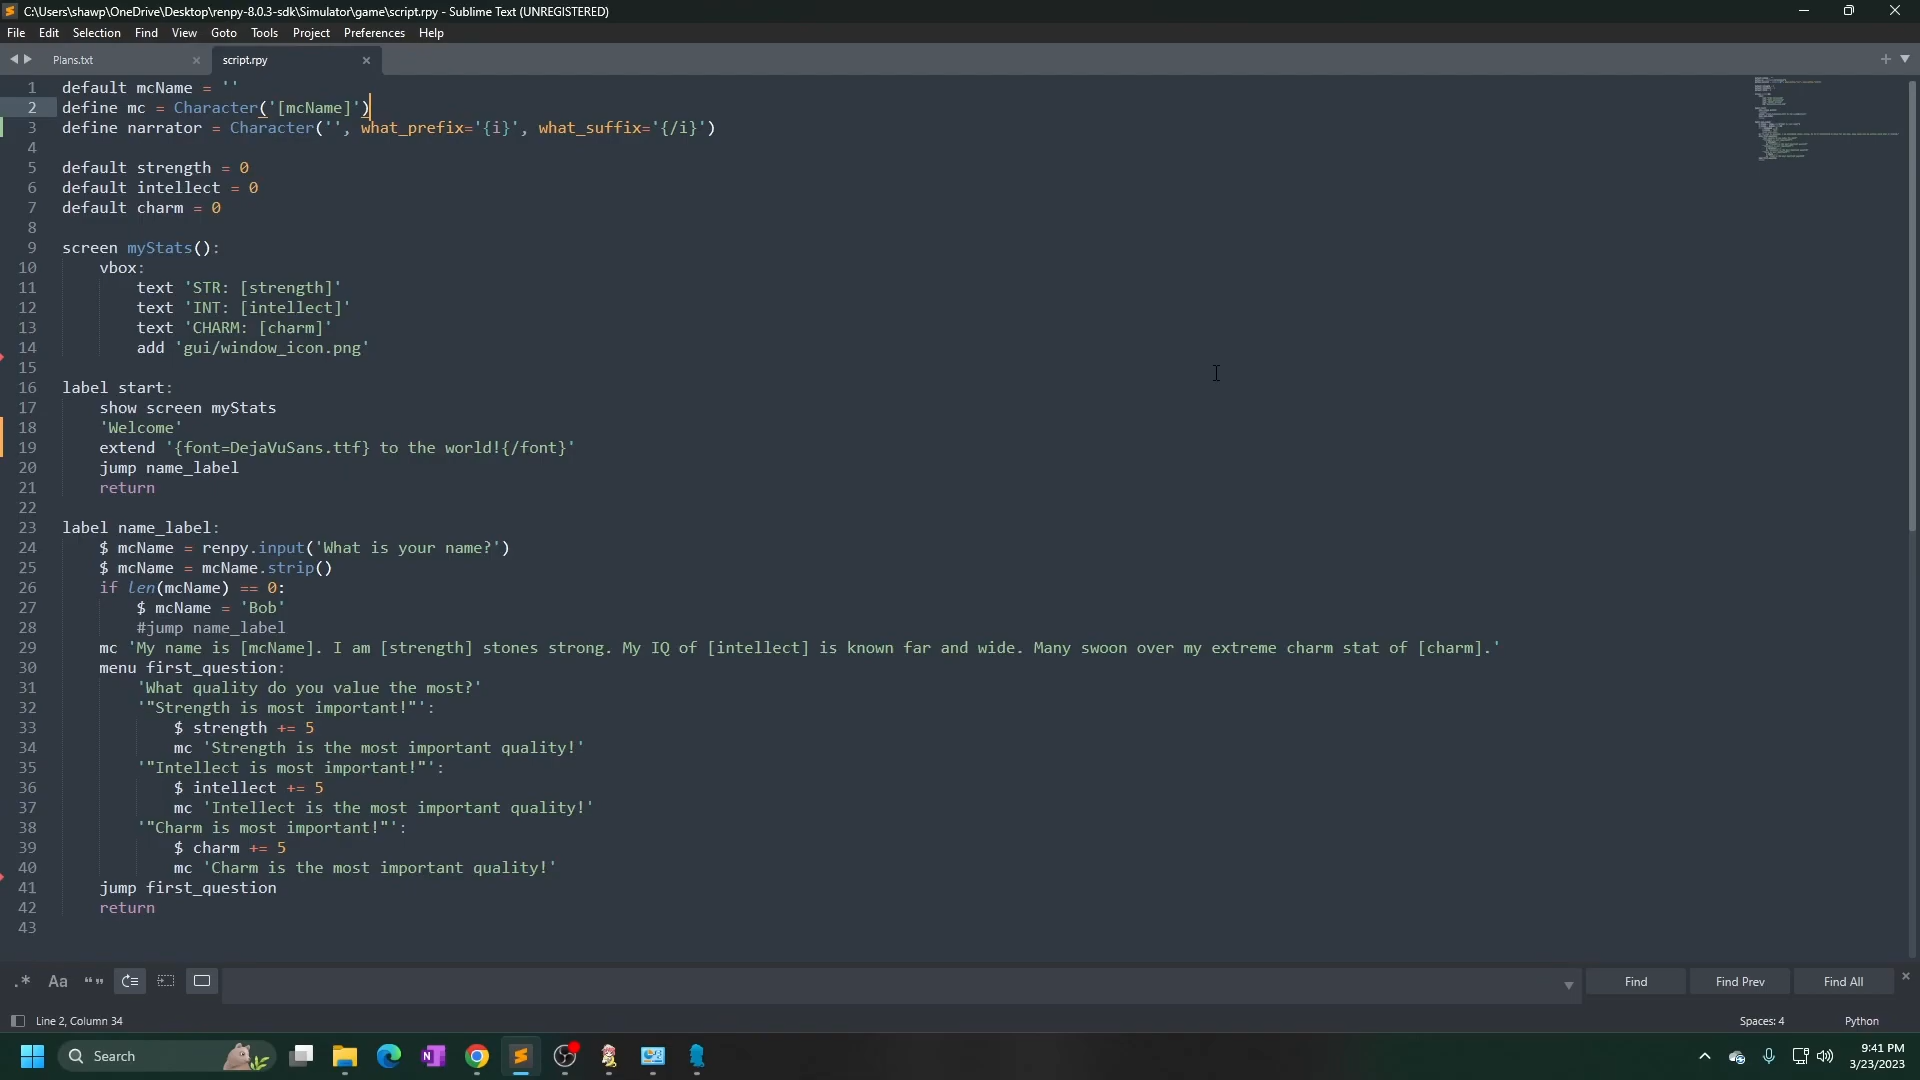 C:\Users\shawp\OneDrive\Desktop\renpy-8.0.3-sdk\Simulator\game\script.rpy - Sublime Text (UNREGISTERED)
File Edit Selection Find View Goto Tools Project Preferences Help
Plans.txt script.rpy
1 default mcName = ''
2 define mc = Character('[mcName]')
3 define narrator = Character('', what_prefix='{i}', what_suffix='{/i}')
4
5 default strength = 0
6 default intellect = 0
7 default charm = 0
8
9 screen myStats():
10 vbox:
11 text 'STR: [strength]'
12 text 'INT: [intellect]'
13 text 'CHARM: [charm]'
14 add 'gui/window_icon.png'
15
16 label start:
17 show screen myStats
18 'Welcome'
19 extend '{font=DejaVuSans.ttf} to the world!{/font}'
20 jump name_label
21 return
22
23 label name_label:
24 $ mcName = renpy.input('What is your name?')
25 $ mcName = mcName.strip()
26 if len(mcName) == 0:
27 $ mcName = 'Bob'
28 #jump name_label
29 mc 'My name is [mcName]. I am [strength] stones strong. My IQ of [intellect] is known far and wide. Many swoon over my extreme charm stat of [charm].'
30 menu first_question:
31 'What quality do you value the most?'
32 '"Strength is most important!"':
33 $ strength += 5
34 mc 'Strength is the most important quality!'
35 '"Intellect is most important!"':
36 $ intellect += 5
37 mc 'Intellect is the most important quality!'
38 '"Charm is most important!"':
39 $ charm += 5
40 mc 'Charm is the most important quality!'
41 jump first_question
42 return
43
.* Aa “” Find Find Prev Find All
Line 2, Column 34 Spaces: 4 Python
Search
9:41 PM
3/23/2023